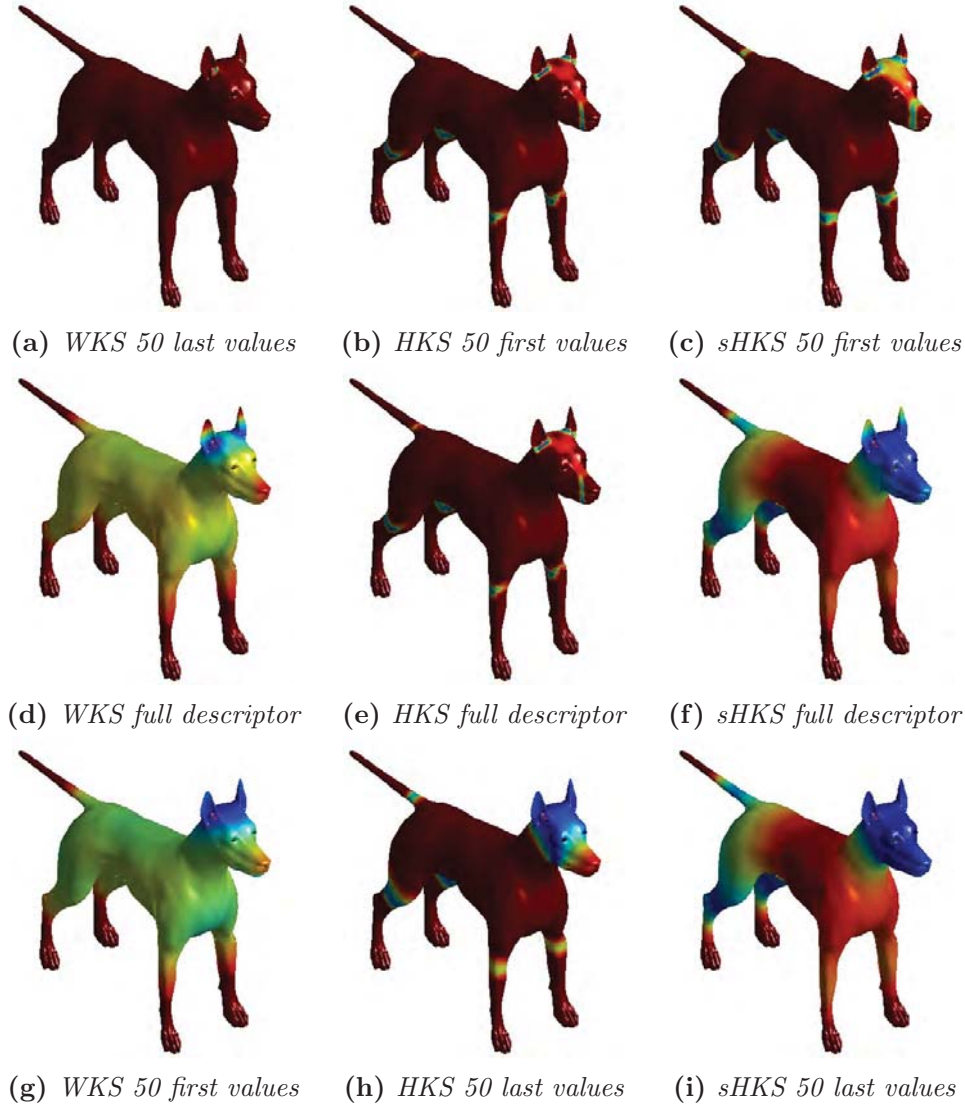 (a) WKS 50 last values
(b) HKS 50 first values
(c) sHKS 50 first values
(d) WKS full descriptor
(e) HKS full descriptor
(f) sHKS full descriptor
(g) WKS 50 first values
(h) HKS 50 last values
(i) sHKS 50 last values